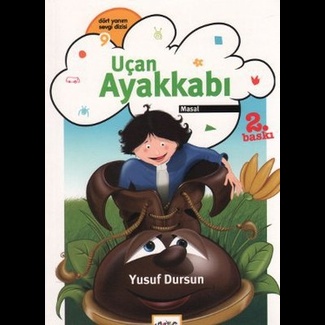 dört yanım
sevgi dizisi
9
Uçan
Ayakkabı
Masal
2.
baskı
Yusuf Dursun